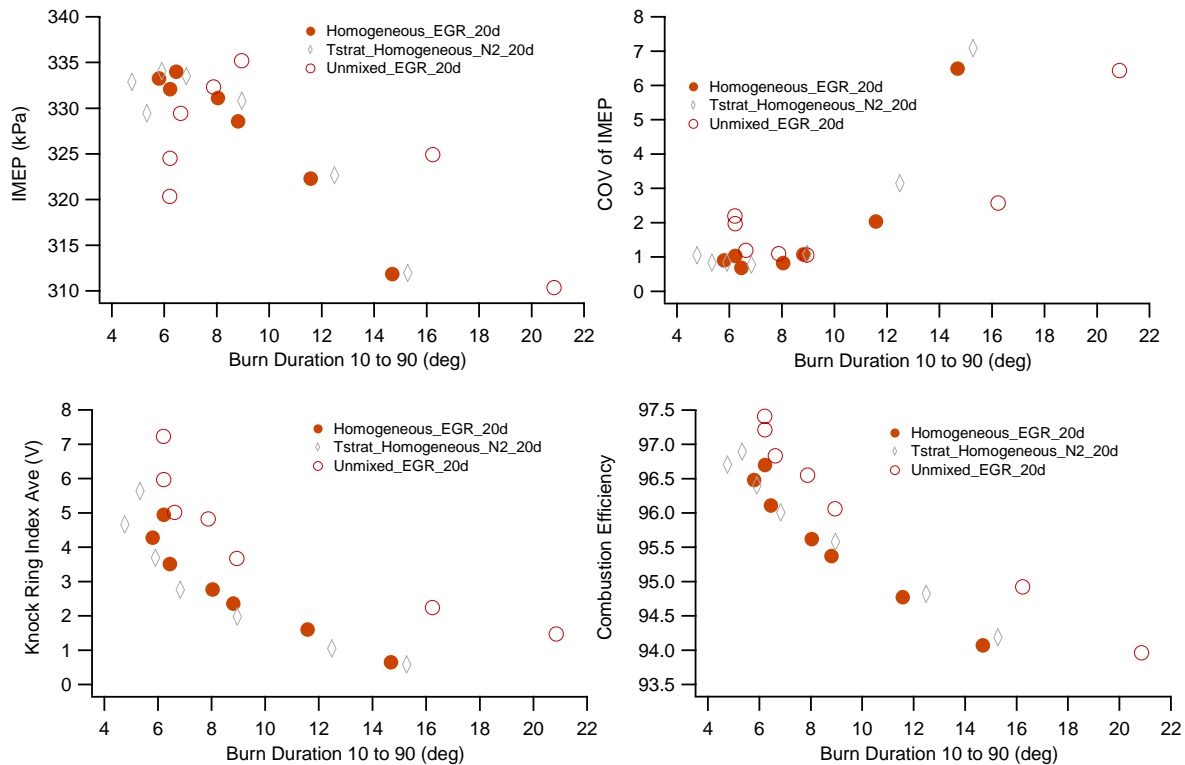 340
335
330
325
320
315
310
IMEP (kPa)
Homogeneous_EGR_20d
Tstrat_Homogeneous_N2_20d
Unmixed_EGR_20d
4 6 8 10 12 14 16 18 20 22
Burn Duration 10 to 90 (deg)
8
7
6
5
4
3
2
1
0
COV of IMEP
Homogeneous_EGR_20d
Tstrat_Homogeneous_N2_20d
Unmixed_EGR_20d
4 6 8 10 12 14 16 18 20 22
Burn Duration 10 to 90 (deg)
8
7
6
5
4
3
2
1
0
Knock Ring Index Ave (V)
Homogeneous_EGR_20d
Tstrat_Homogeneous_N2_20d
Unmixed_EGR_20d
4 6 8 10 12 14 16 18 20 22
Burn Duration 10 to 90 (deg)
97.5
97.0
96.5
96.0
95.5
95.0
94.5
94.0
93.5
Combustion Efficiency
Homogeneous_EGR_20d
Tstrat_Homogeneous_N2_20d
Unmixed_EGR_20d
4 6 8 10 12 14 16 18 20 22
Burn Duration 10 to 90 (deg)